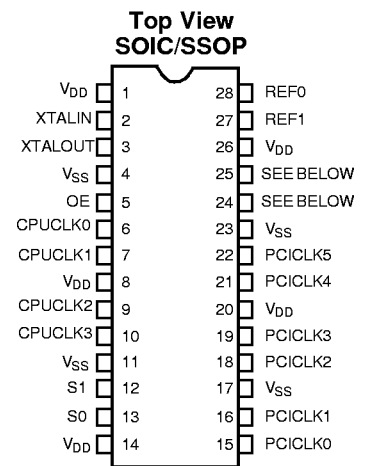 Top View
SOIC/SSOP
VDD 1 28 REF0
XTALIN 2 27 REF1
XTALOUT 3 26 VDD
VSS 4 25 SEE BELOW
OE 5 24 SEE BELOW
CPUCLK0 6 23 VSS
CPUCLK1 7 22 PCICLK5
VDD 8 21 PCICLK4
CPUCLK2 9 20 VDD
CPUCLK3 10 19 PCICLK3
VSS 11 18 PCICLK2
S1 12 17 VSS
S0 13 16 PCICLK1
VDD 14 15 PCICLK0